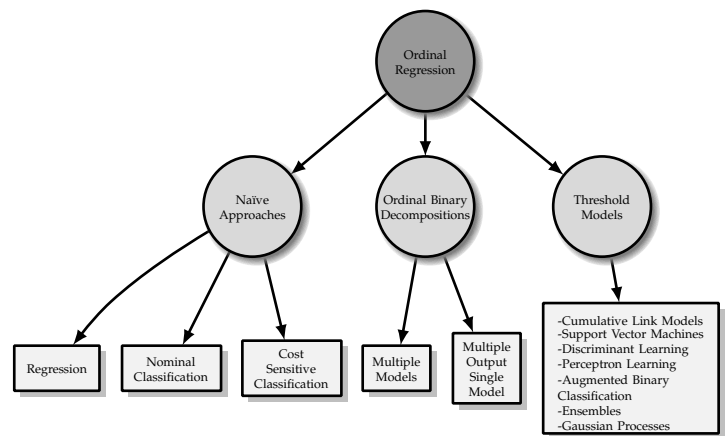 Ordinal
Regression
Naïve
Approaches
Ordinal Binary
Decompositions
Threshold
Models
Regression
Nominal
Classification
Cost
Sensitive
Classification
Multiple
Models
Multiple
Output
Single
Model
-Cumulative Link Models
-Support Vector Machines
-Discriminant Learning
-Perceptron Learning
-Augmented Binary
Classification
-Ensembles
-Gaussian Processes